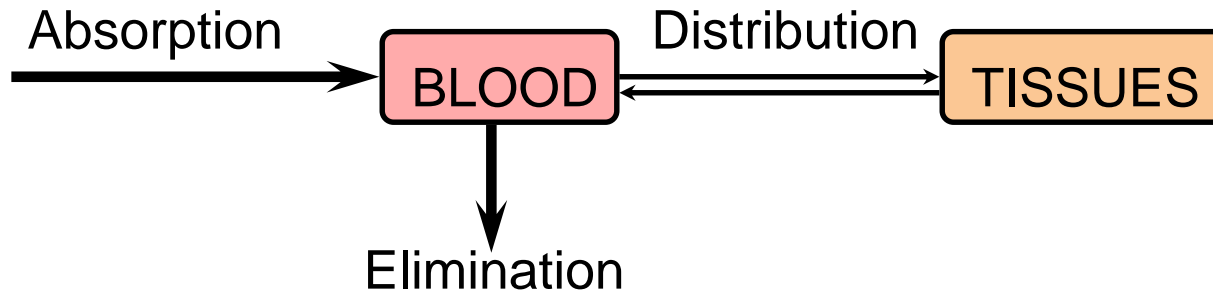 Absorption
Distribution
BLOOD
TISSUES
Elimination